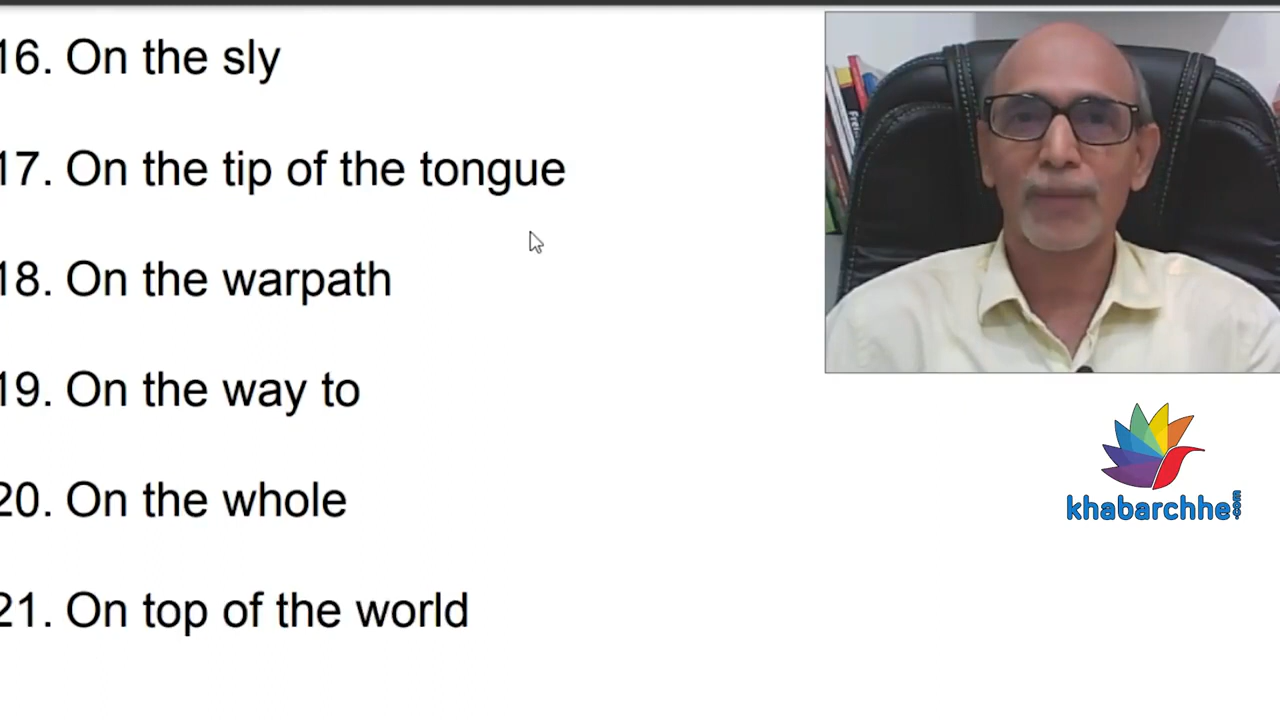 16. On the sly
17. On the tip of the tongue
18. On the warpath
19. On the way to
20. On the whole
21. On top of the world
khabarchhe.com